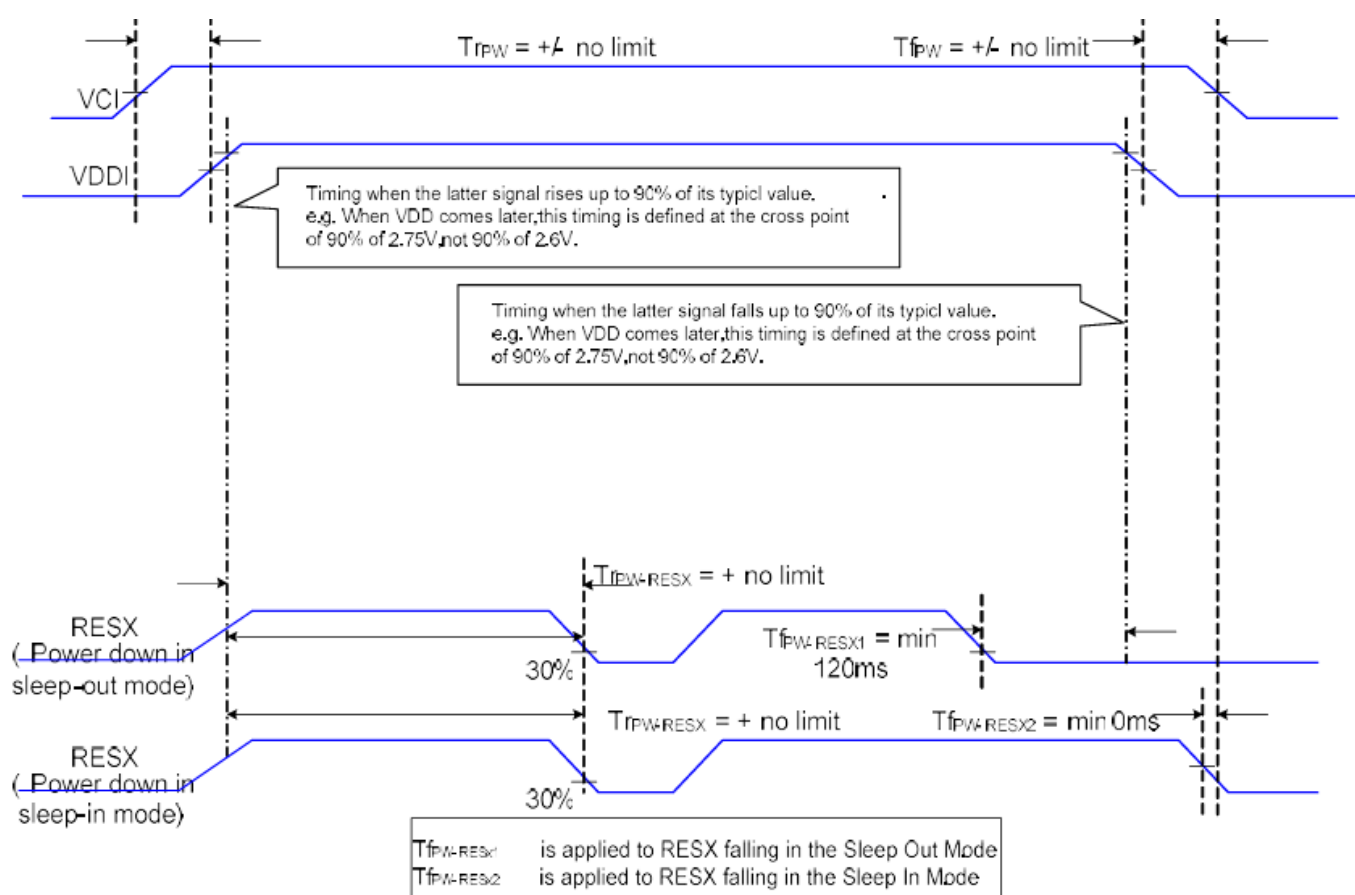 TrPW = +/- no limit
TfPW = +/- no limit
VCI
VDDI
Timing when the latter signal rises up to 90% of its typicl value.
e.g. When VDD comes later,this timing is defined at the cross point
of 90% of 2.75V,not 90% of 2.6V.
Timing when the latter signal falls up to 90% of its typicl value.
e.g. When VDD comes later,this timing is defined at the cross point
of 90% of 2.75V,not 90% of 2.6V.
TrPW-RESX = + no limit
RESX
( Power down in
sleep-out mode)
30%
TfPW-RESX1 = min
120ms
TrPW-RESX = + no limit
TfPW-RESX2 = min 0ms
RESX
( Power down in
sleep-in mode)
30%
TfPW-RESx1 is applied to RESX falling in the Sleep Out Mode
TfPW-RESx2 is applied to RESX falling in the Sleep In Mode